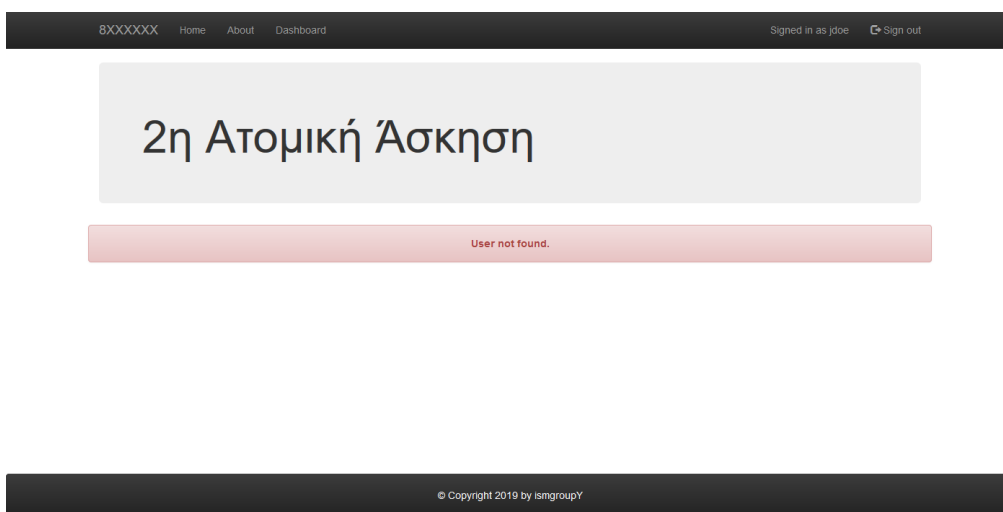 8XXXXXX Home About Dashboard Signed in as jdoe Sign out
2η Ατομική Άσκηση
User not found.
© Copyright 2019 by ismgroupY